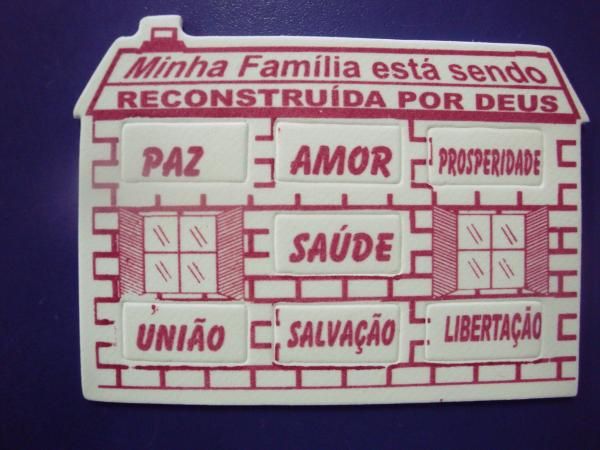 Minha Família está sendo
RECONSTRUÍDA POR DEUS
PAZ
AMOR
PROSPERIDADE
SAÚDE
UNIÃO
SALVAÇÃO
LIBERTAÇÃO